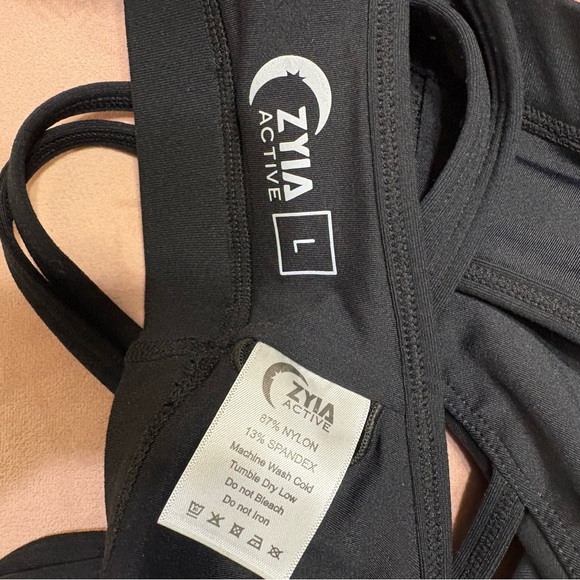 ZYIA
ACTIVE
L
ZYIA
ACTIVE
87% NYLON
13% SPANDEX
Machine Wash Cold
Tumble Dry Low
Do not Bleach
Do not Iron